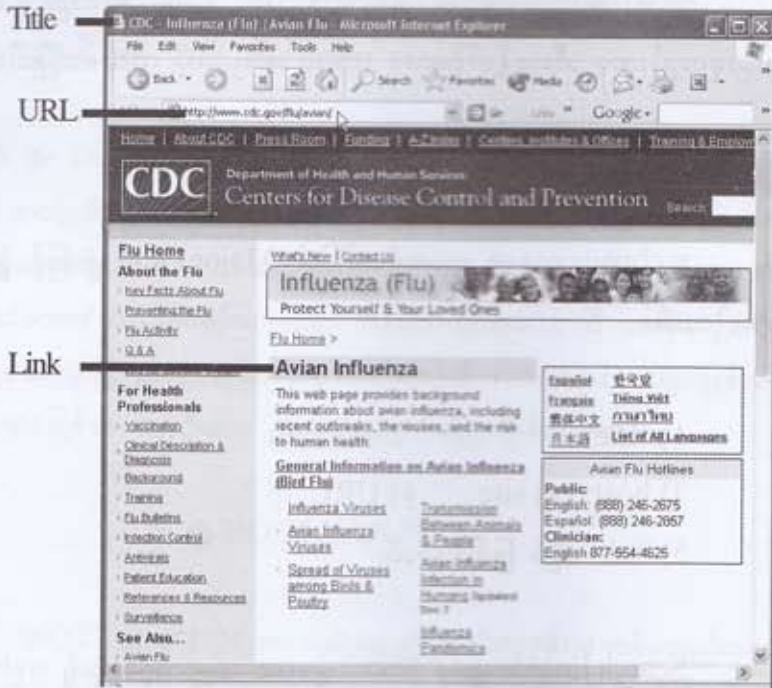 Title
CDC - Influenza (Flu) | Avian Flu - Microsoft Internet Explorer
File Edit View Favorites Tools Help
Back Search Favorites Media
URL
http://www.cdc.gov/flu/avian/ Go Links Google
Home | About CDC | Press Room | Funding | A-Z Index | Centers, Institutes & Offices | Training & Employm
CDC
Department of Health and Human Services
Centers for Disease Control and Prevention
Search
Flu Home
About the Flu
Key Facts About Flu
Preventing the Flu
Flu Activity
Q & A
For Health
Professionals
Vaccination
Clinical Description &
Diagnosis
Background
Training
Flu Bulletins
Infection Control
Antivirals
Patient Education
References & Resources
Surveillance
See Also...
Avian Flu
What's New | Contact Us
Influenza (Flu)
Protect Yourself & Your Loved Ones
Flu Home >
Link
Avian Influenza
This web page provides background
information about avian influenza, including
recent outbreaks, the viruses, and the risk
to human health.
General Information on Avian Influenza
(Bird Flu)
Influenza Viruses
Avian Influenza
Viruses
Spread of Viruses
among Birds &
Poultry
Transmission
Between Animals
& People
Avian Influenza
Infection in
Humans Updated
Dec 7
Influenza
Pandemics
Español 한국말
Français Tiếng Việt
繁体中文 ภาษาไทย
日本語 List of All Languages
Avian Flu Hotlines
Public:
English: (888) 246-2675
Español: (888) 246-2857
Clinician:
English 877-554-4625